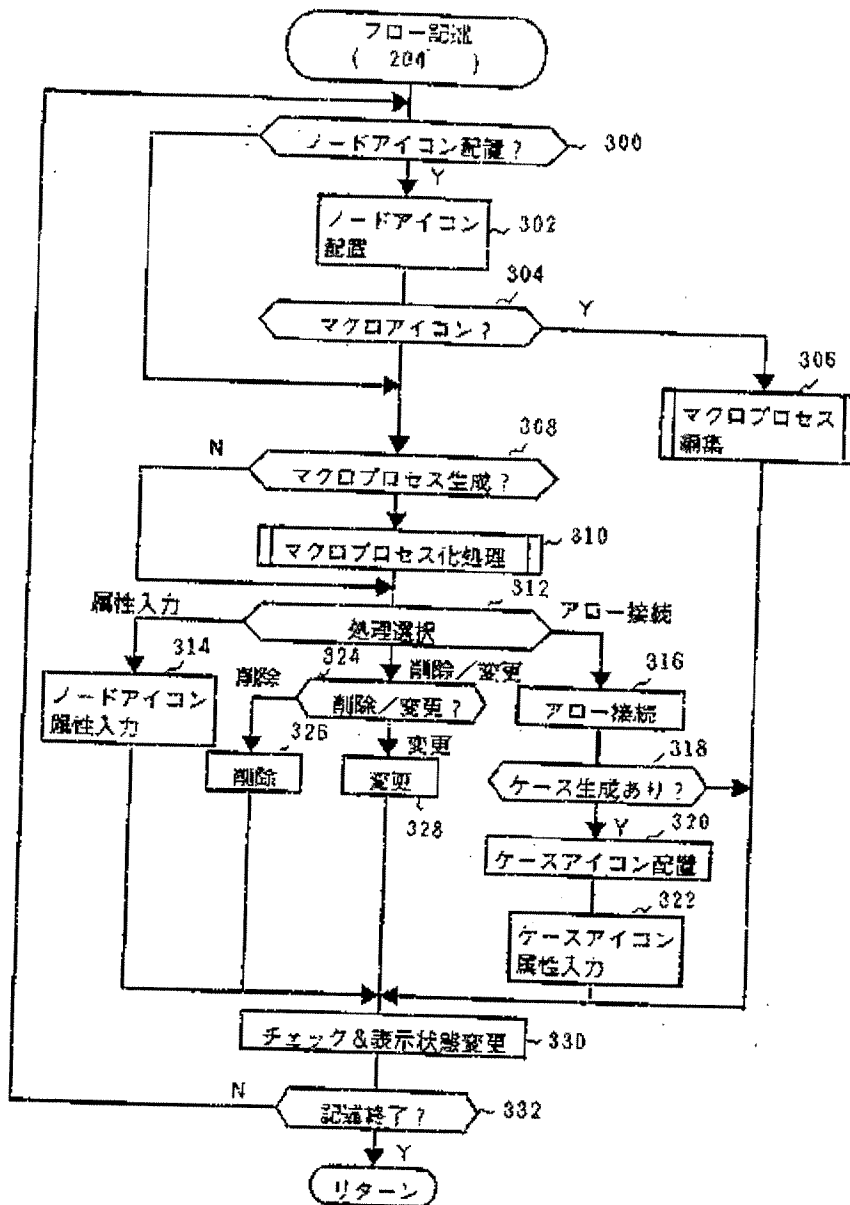 フロー記述
( 204 )
ノードアイコン配置?
300
Y
ノードアイコン
配置
302
304
マクロアイコン?
Y
306
マクロプロセス
編集
308
N
マクロプロセス生成?
マクロプロセス化処理
310
312
属性入力
アロー接続
処理選択
314
ノードアイコン
属性入力
324
削除/変更
削除
削除/変更?
326
削除
変更
変更
328
316
アロー接続
318
ケース生成あり?
Y
320
ケースアイコン配置
322
ケースアイコン
属性入力
チェック&表示状態変更
330
N
記述終了?
332
Y
リターン